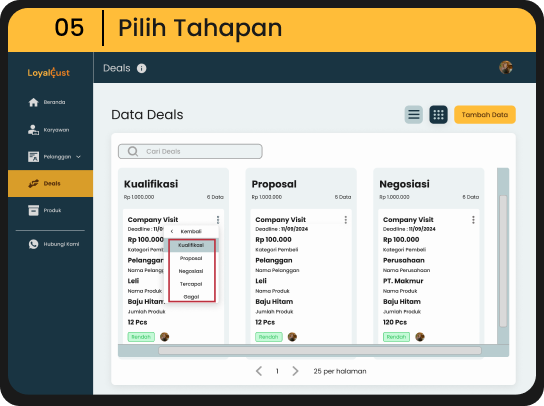 05 Pilih Tahapan
LoyalCust
Beranda
Karyawan
Pelanggan
Deals
Produk
Hubungi Kami
Deals
Data Deals
Tambah Data
Cari Deals
Kualifikasi
Rp 1.000.000 6 Data
Company Visit
Deadline : 11/09
Rp 100.000
Kategori Pemb
Pelanggan
Nama Pelang
Leli
Nama Produk
Baju Hitam
Jumlah Produk
12 Pcs
Rendah
Kembali
Kualifikasi
Proposal
Negosiasi
Tercapai
Gagal
Proposal
Rp 1.000.000 6 Data
Company Visit
Deadline : 11/09/2024
Rp 100.000
Kategori Pembeli
Pelanggan
Nama Pelanggan
Leli
Nama Produk
Baju Hitam
Jumlah Produk
12 Pcs
Rendah
Negosiasi
Rp 1.000.000 6 Data
Company Visit
Deadline : 11/09/2024
Rp 100.000
Kategori Pembeli
Perusahaan
Nama Perusahaan
PT. Makmur
Nama Produk
Baju Hitam
Jumlah Produk
120 Pcs
Rendah
1 25 per halaman